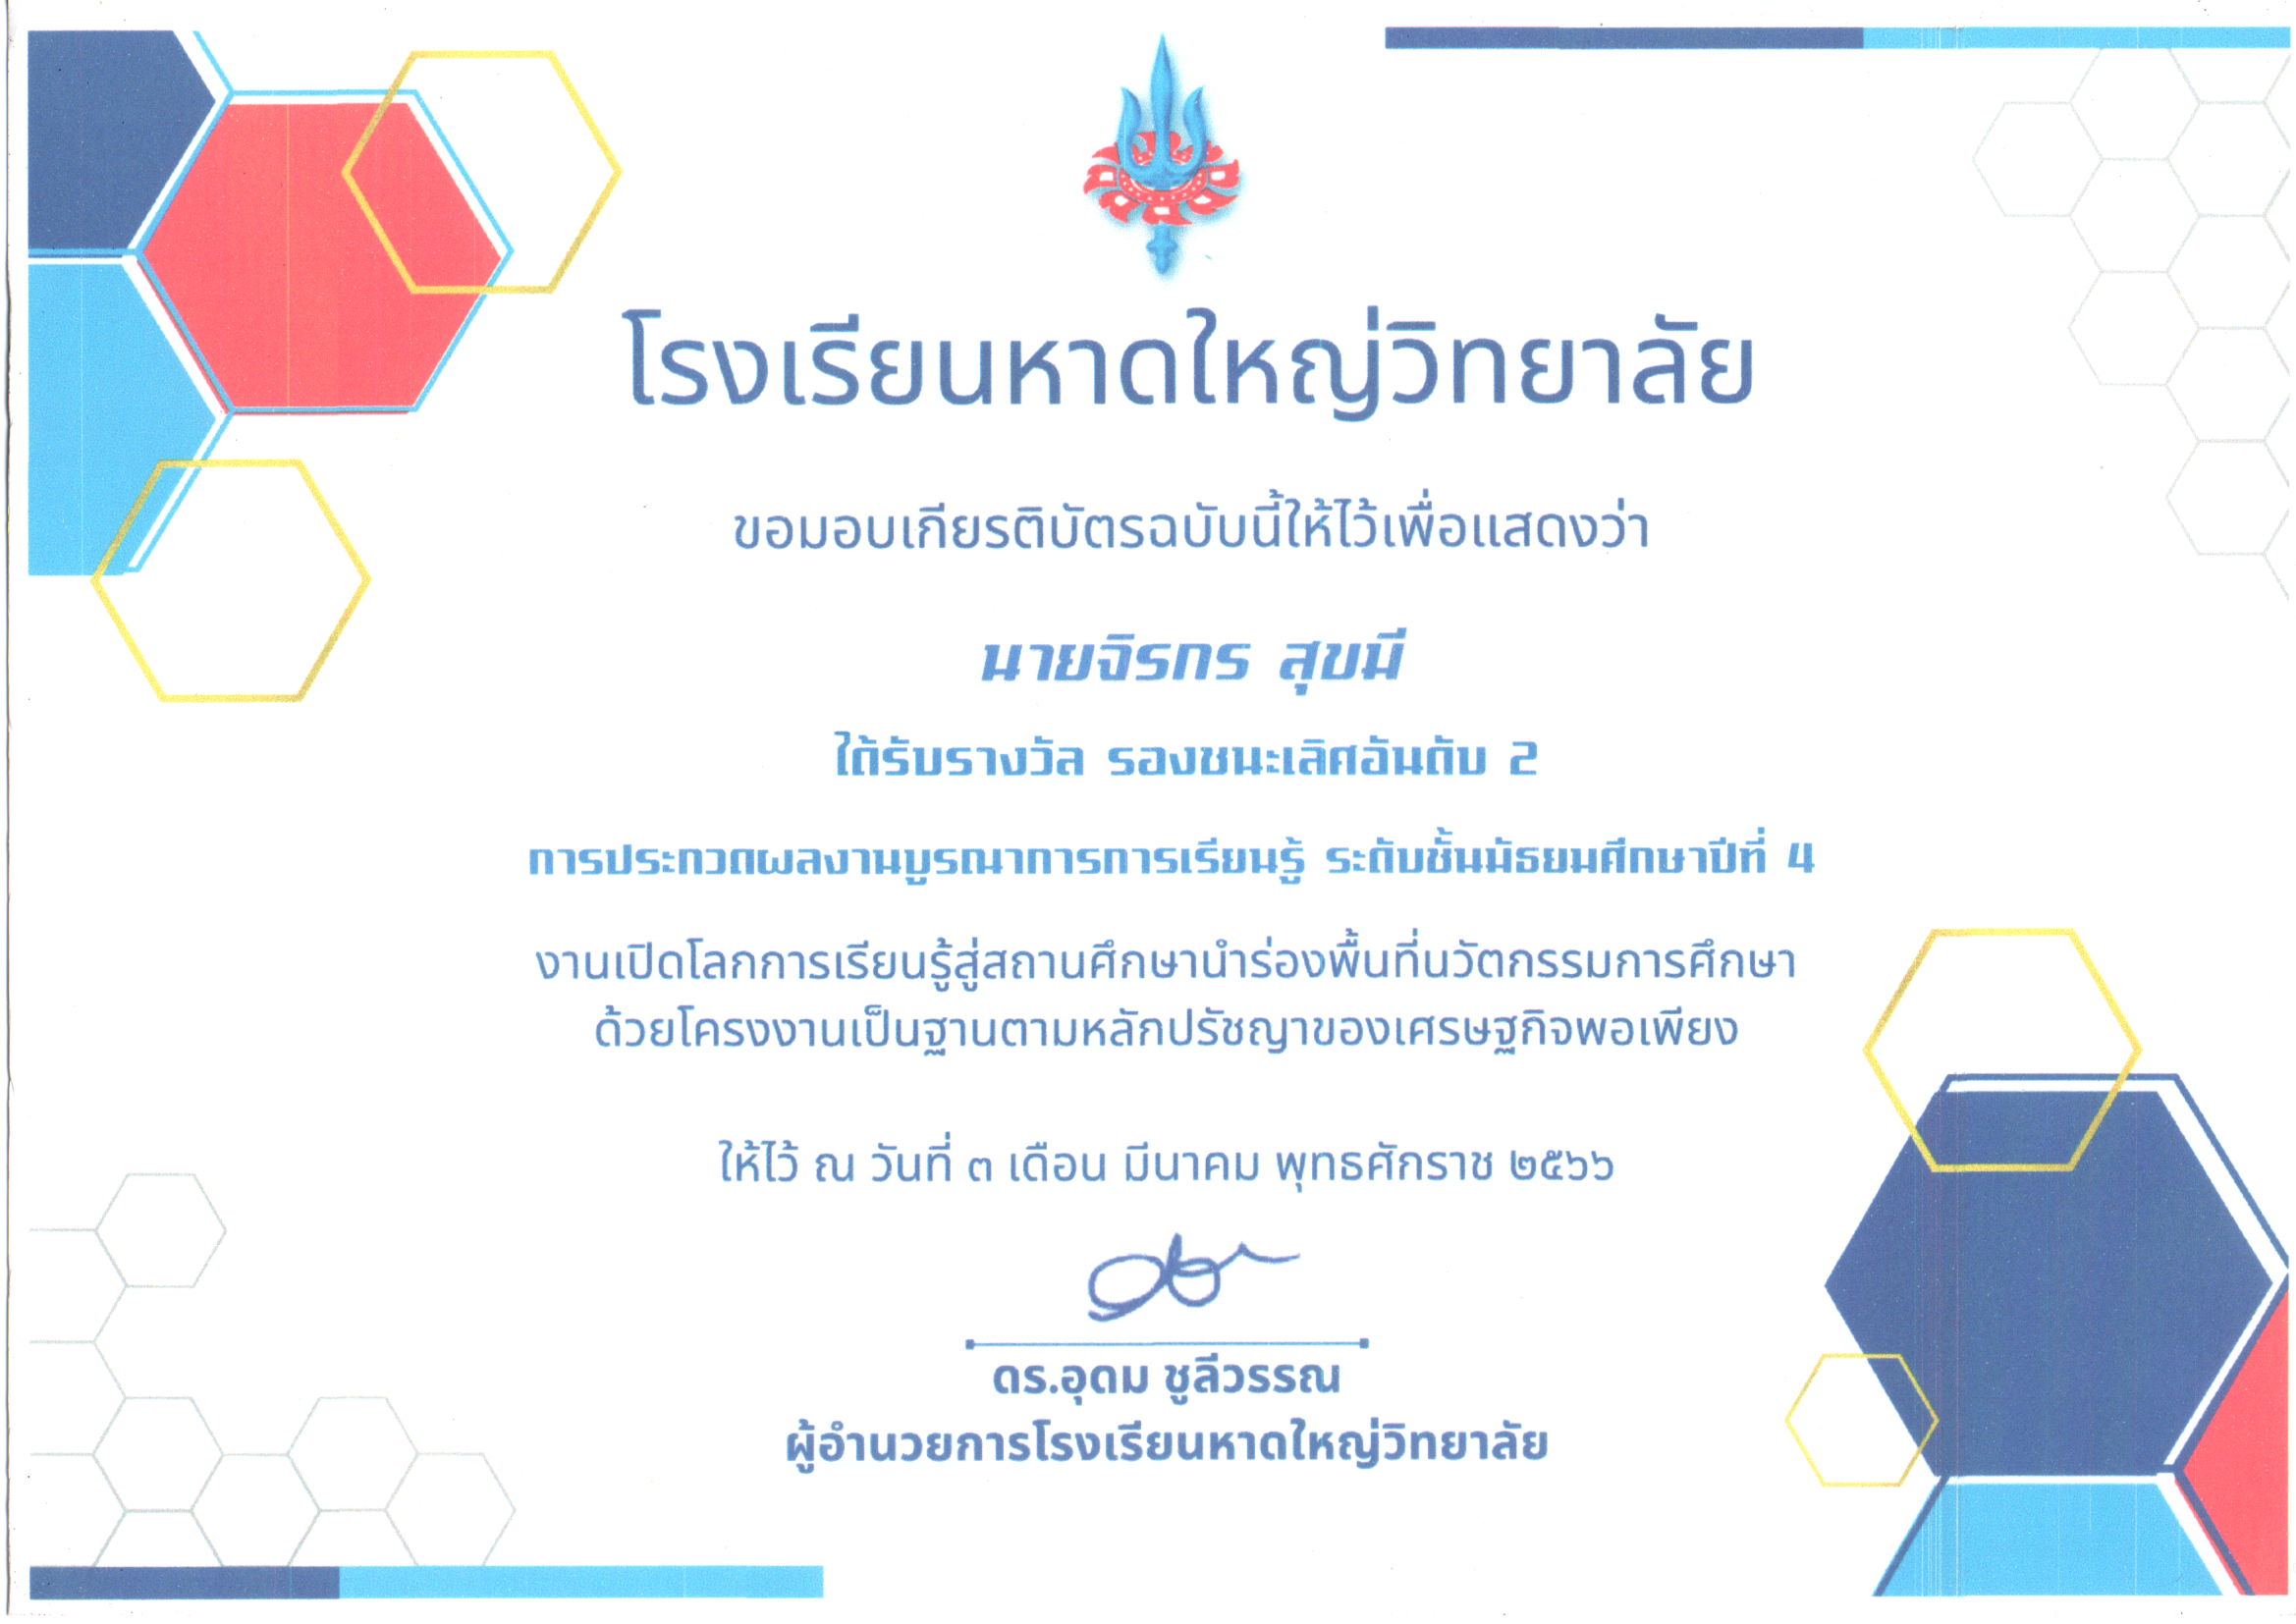 โรงเรียนหาดใหญ่วิทยาลัย
ขอมอบเกียรติบัตรฉบับนี้ให้ไว้เพื่อแสดงว่า
นายจิรกร สุขมี
ได้รับรางวัล รองชนะเลิศอันดับ 2
การประกวดผลงานบูรณาการการเรียนรู้ ระดับชั้นมัธยมศึกษาปีที่ 4
งานเปิดโลกการเรียนรู้สู่สถานศึกษานำร่องพื้นที่นวัตกรรมการศึกษา
ด้วยโครงงานเป็นฐานตามหลักปรัชญาของเศรษฐกิจพอเพียง
ให้ไว้ ณ วันที่ ๓ เดือน มีนาคม พุทธศักราช ๒๕๖๖
ดร.อุดม ชูลีวรรณ
ผู้อำนวยการโรงเรียนหาดใหญ่วิทยาลัย